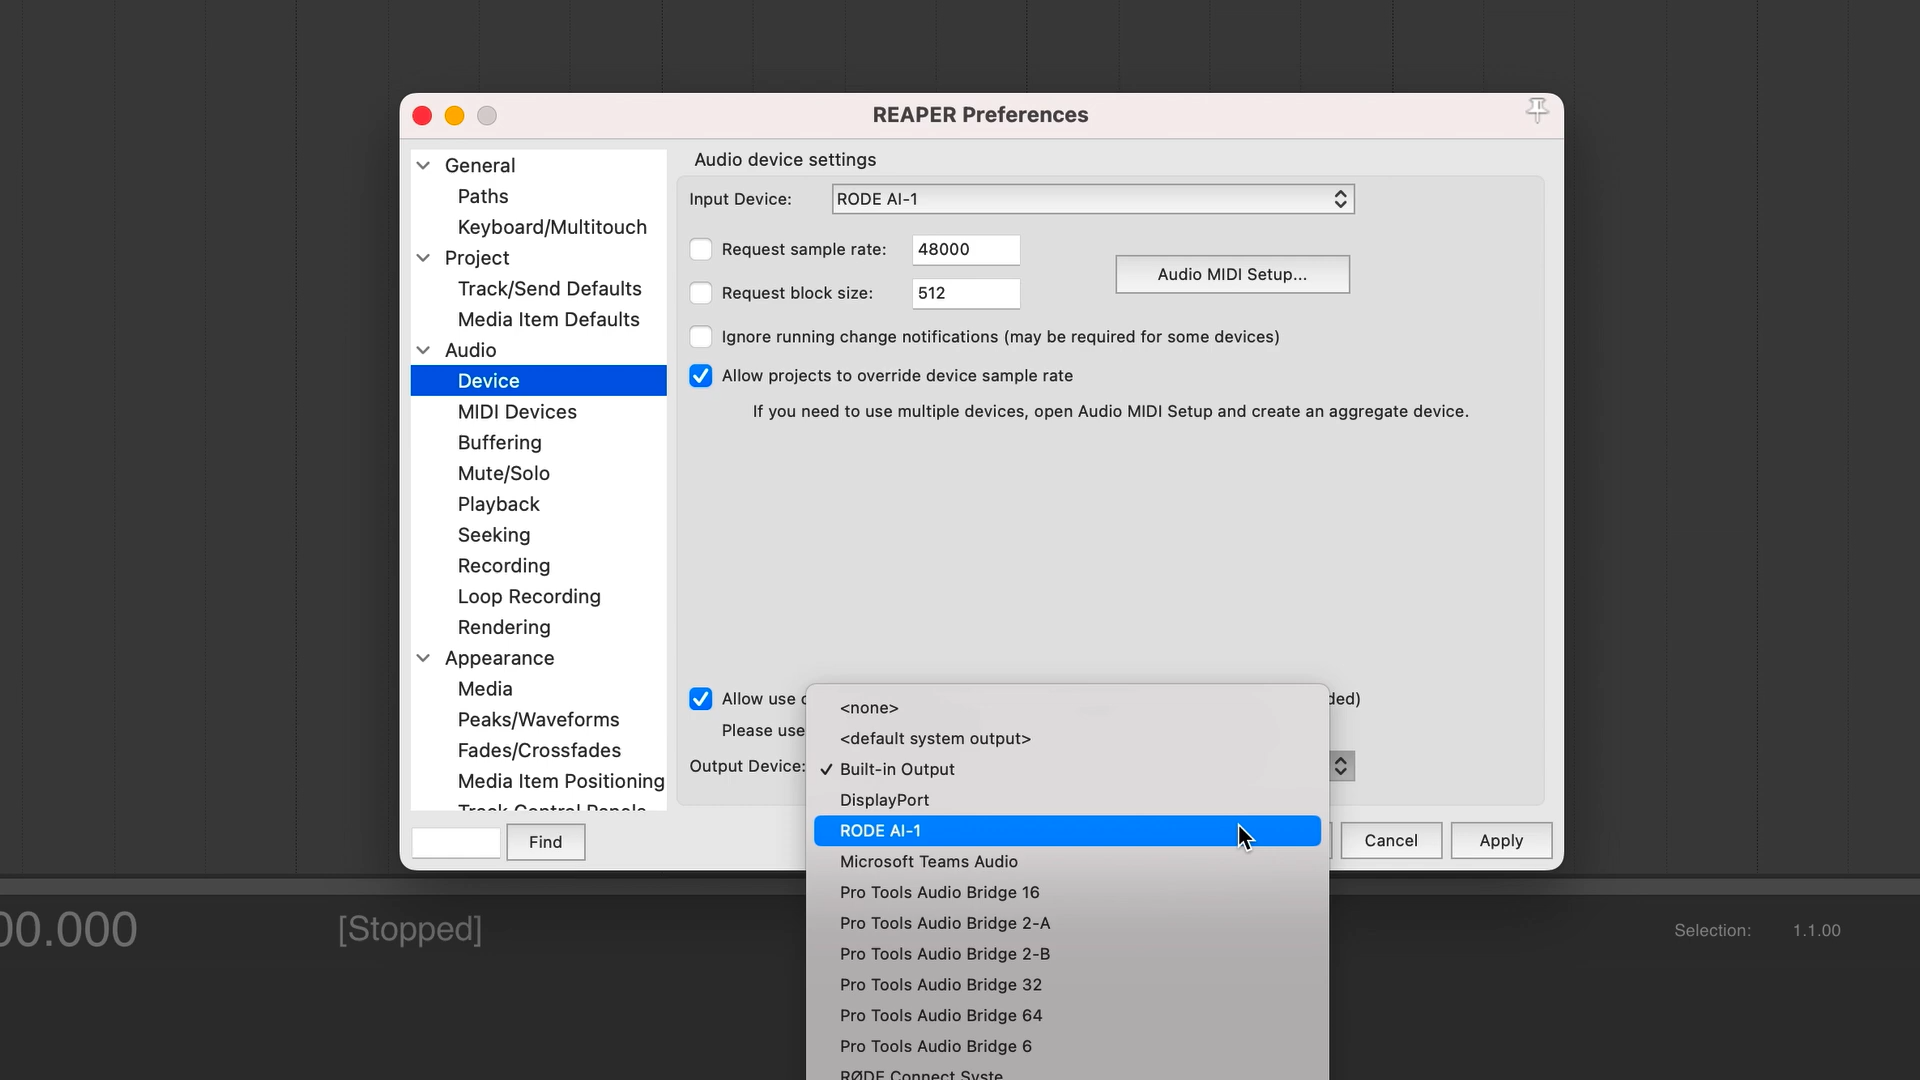 REAPER Preferences
General
Paths
Keyboard/Multitouch
Project
Track/Send Defaults
Media Item Defaults
Audio
Device
MIDI Devices
Buffering
Mute/Solo
Playback
Seeking
Recording
Loop Recording
Rendering
Appearance
Media
Peaks/Waveforms
Fades/Crossfades
Media Item Positioning
Track Control Panels
Find
Audio device settings
Input Device: RODE AI-1
Request sample rate: 48000
Request block size: 512
Audio MIDI Setup...
Ignore running change notifications (may be required for some devices)
Allow projects to override device sample rate
If you need to use multiple devices, open Audio MIDI Setup and create an aggregate device.
Allow use
ded)
Please use
Output Device:
<none>
<default system output>
✓ Built-in Output
DisplayPort
RODE AI-1
Microsoft Teams Audio
Pro Tools Audio Bridge 16
Pro Tools Audio Bridge 2-A
Pro Tools Audio Bridge 2-B
Pro Tools Audio Bridge 32
Pro Tools Audio Bridge 64
Pro Tools Audio Bridge 6
RØDE Connect Syste
Cancel
Apply
00.000
[Stopped]
Selection: 1.1.00